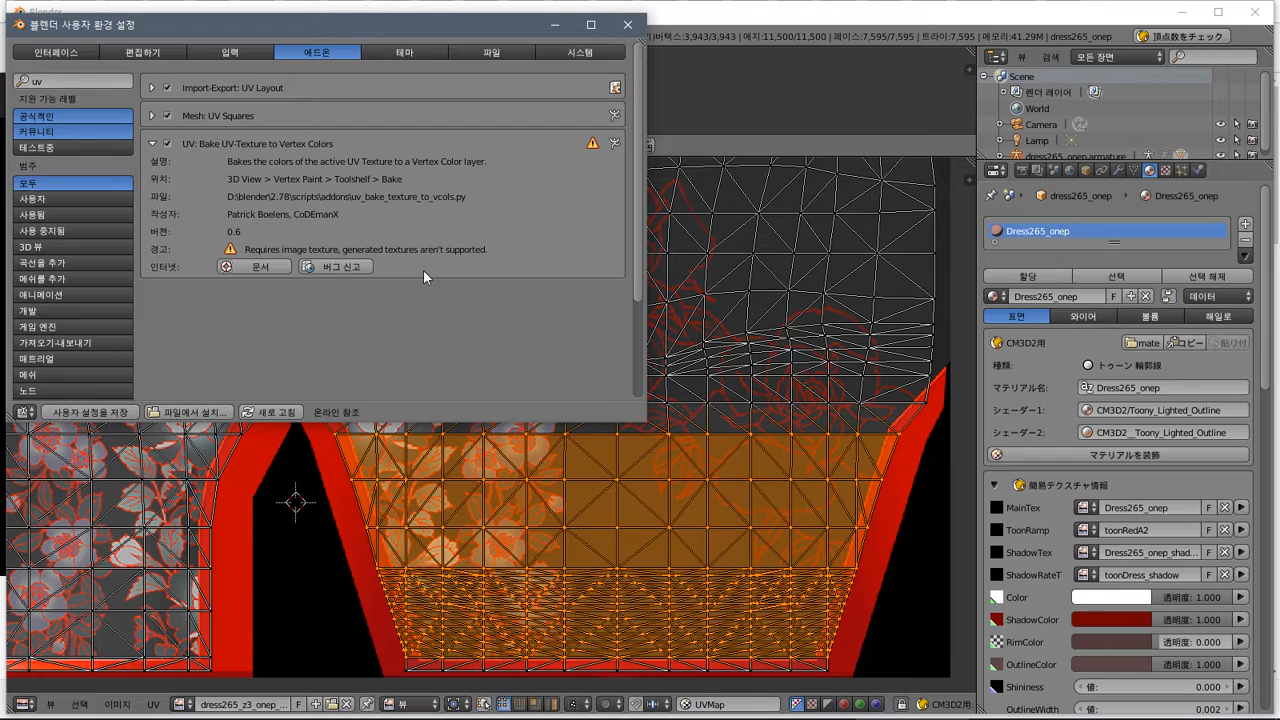 Blender
블렌더 사용자 환경 설정
인터페이스 편집하기 입력 애드온 테마 파일 시스템
uv
지원 가능 레벨
공식적인
커뮤니티
테스트중
범주:
모두
사용자
사용됨
사용 중지됨
3D 뷰
곡선을 추가
메쉬를 추가
애니메이션
개발
게임 엔진
가져오기-내보내기
매트리얼
메쉬
노드
Import-Export: UV Layout
Mesh: UV Squares
UV: Bake UV-Texture to Vertex Colors
설명: Bakes the colors of the active UV Texture to a Vertex Color layer.
위치: 3D View > Vertex Paint > Toolshelf > Bake
파일: D:\blender\2.78\scripts\addons\uv_bake_texture_to_vcols.py
작성자: Patrick Boelens, CoDEmanX
버젼: 0.6
경고: Requires image texture, generated textures aren't supported.
인터넷: 문서 버그 신고
사용자 설정을 저장 파일에서 설치... 새로 고침 온라인 참조
|버텍스:3,943/3,943 | 에지:11,500/11,500 | 페이스:7,595/7,595 | 트라이:7,595 | 메모리:41.29M | dress265_onep
頂点数をチェック
뷰 검색 모든 장면
Scene
렌더 레이어
World
Camera
Lamp
dress265_onep.armature
dress265_onep Dress265_onep
Dress265_onep
할당 선택 선택 해제
Dress265_onep F 데이터
표면 와이어 볼륨 헤일로
CM3D2用 mate コピー 貼り付
種類: トゥーン 輪郭線
マテリアル名: Dress265_onep
シェーダー1: CM3D2/Toony_Lighted_Outline
シェーダー2: CM3D2__Toony_Lighted_Outline
マテリアルを装飾
簡易テクスチャ情報
MainTex Dress265_onep F
ToonRamp toonRedA2 F
ShadowTex Dress265_onep_shad... F
ShadowRateT toonDress_shadow F
Color 透明度: 1.000
ShadowColor 透明度: 1.000
RimColor 透明度: 0.000
OutlineColor 透明度: 1.000
Shininess 値: 0.000
OutlineWidth 値: 0.002
뷰 선택 이미지 UV dress265_z3_onep_... F 뷰 UVMap CM3D2用: